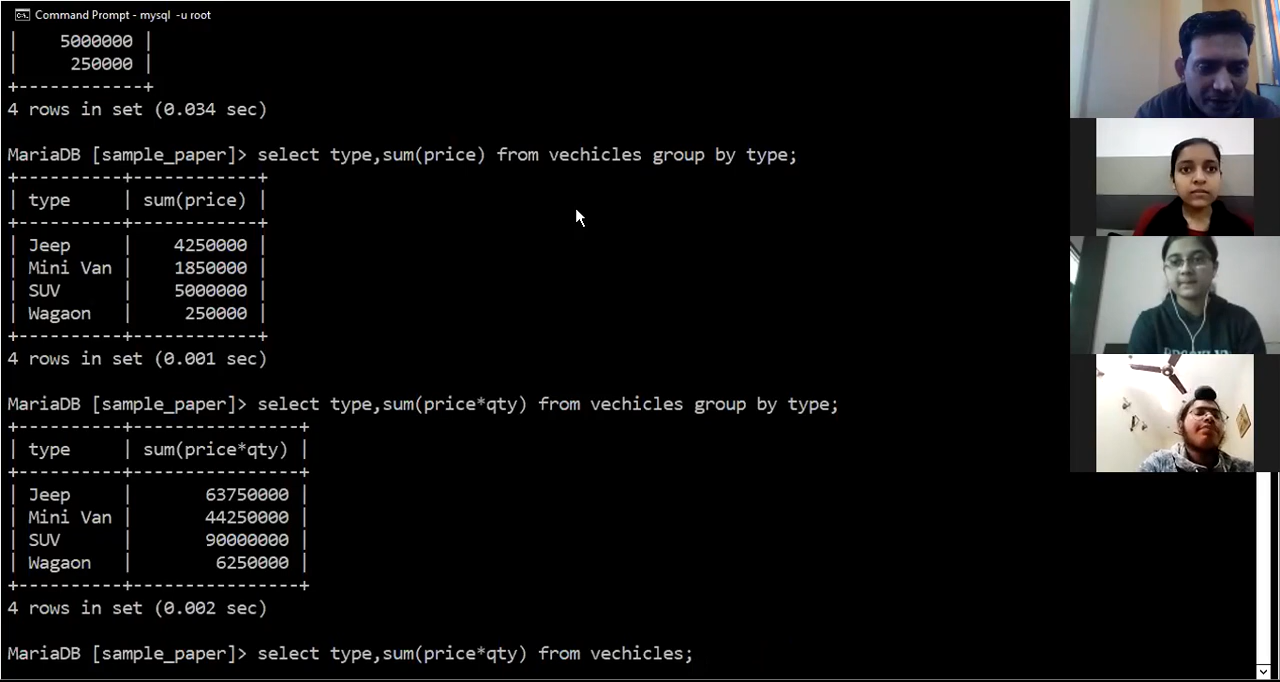 Command Prompt - mysql -u root
| 5000000 |
| 250000 |
+------------+
4 rows in set (0.034 sec)
MariaDB [sample_paper]> select type,sum(price) from vechicles group by type;
+----------+------------+
| type | sum(price) |
+----------+------------+
| Jeep | 4250000 |
| Mini Van | 1850000 |
| SUV | 5000000 |
| Wagaon | 250000 |
+----------+------------+
4 rows in set (0.001 sec)
MariaDB [sample_paper]> select type,sum(price*qty) from vechicles group by type;
+----------+----------------+
| type | sum(price*qty) |
+----------+----------------+
| Jeep | 63750000 |
| Mini Van | 44250000 |
| SUV | 90000000 |
| Wagaon | 6250000 |
+----------+----------------+
4 rows in set (0.002 sec)
MariaDB [sample_paper]> select type,sum(price*qty) from vechicles;